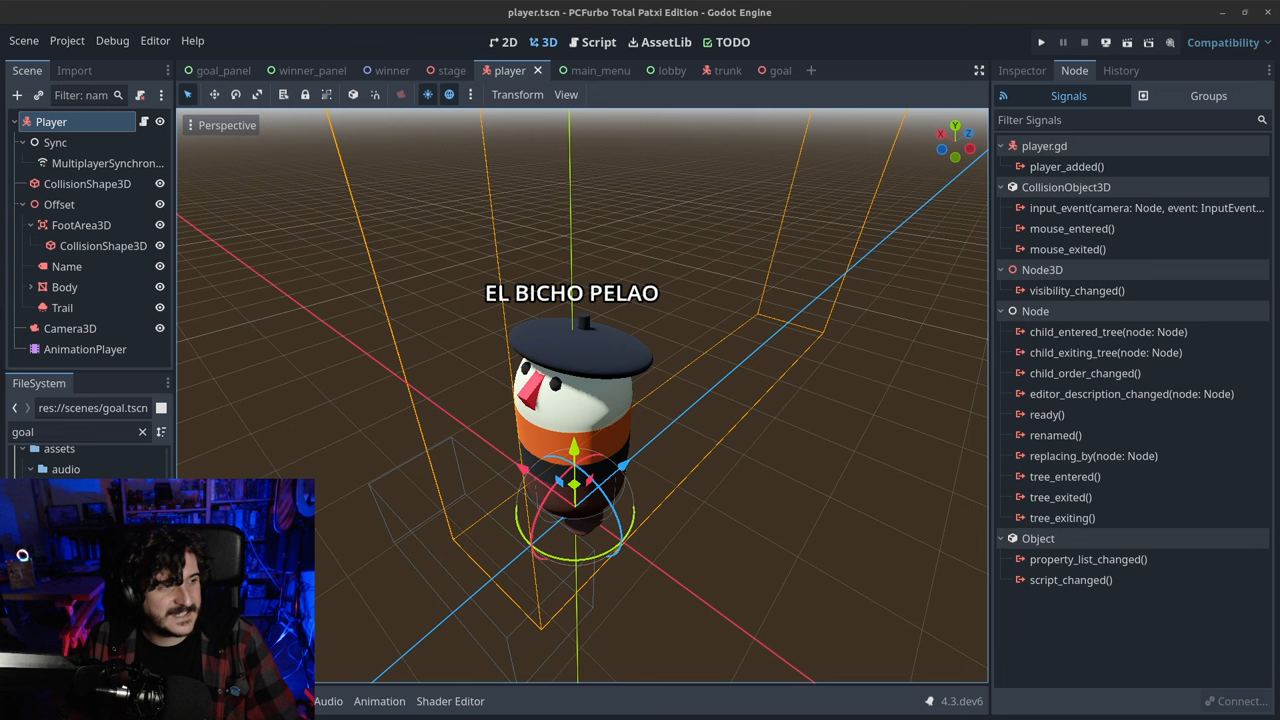 player.tscn - PCFurbo Total Patxi Edition - Godot Engine
Scene Project Debug Editor Help
2D 3D Script AssetLib TODO
Compatibility
Scene Import
goal_panel winner_panel winner stage player main_menu lobby trunk goal
Inspector Node History
Filter: nam
Transform View
Signals Groups
Filter Signals
Perspective
Player
Sync
MultiplayerSynchron...
CollisionShape3D
Offset
FootArea3D
CollisionShape3D
Name
Body
Trail
Camera3D
AnimationPlayer
FileSystem
res://scenes/goal.tscn
goal
assets
audio
EL BICHO PELAO
player.gd
player_added()
CollisionObject3D
input_event(camera: Node, event: InputEvent...
mouse_entered()
mouse_exited()
Node3D
visibility_changed()
Node
child_entered_tree(node: Node)
child_exiting_tree(node: Node)
child_order_changed()
editor_description_changed(node: Node)
ready()
renamed()
replacing_by(node: Node)
tree_entered()
tree_exited()
tree_exiting()
Object
property_list_changed()
script_changed()
Audio Animation Shader Editor
4.3.dev6
Connect...
X Y Z